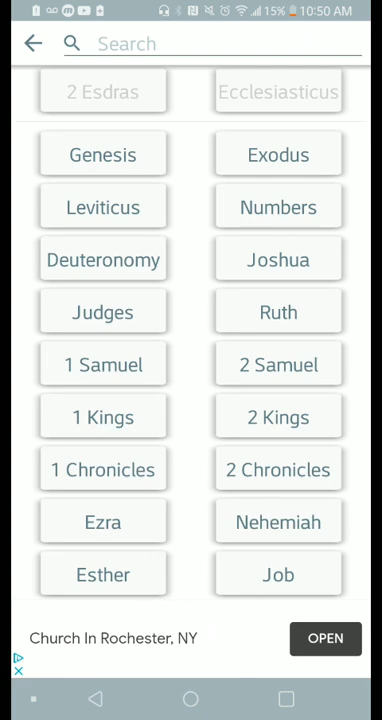 15% 10:50 AM
Search
2 Esdras Ecclesiasticus
Genesis Exodus
Leviticus Numbers
Deuteronomy Joshua
Judges Ruth
1 Samuel 2 Samuel
1 Kings 2 Kings
1 Chronicles 2 Chronicles
Ezra Nehemiah
Esther Job
Church In Rochester, NY OPEN